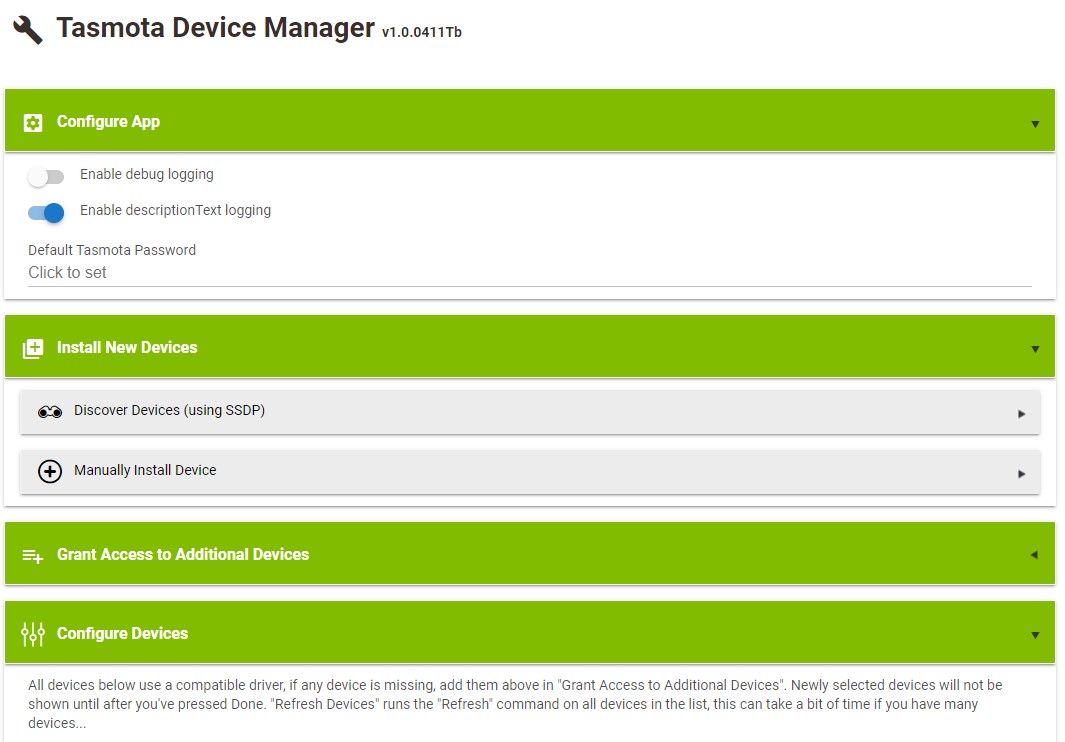 Tasmota Device Manager v1.0.0411Tb
Configure App
Enable debug logging
Enable descriptionText logging
Default Tasmota Password
Click to set
Install New Devices
Discover Devices (using SSDP)
Manually Install Device
Grant Access to Additional Devices
Configure Devices
All devices below use a compatible driver, if any device is missing, add them above in "Grant Access to Additional Devices". Newly selected devices will not be
shown until after you've pressed Done. "Refresh Devices" runs the "Refresh" command on all devices in the list, this can take a bit of time if you have many
devices...